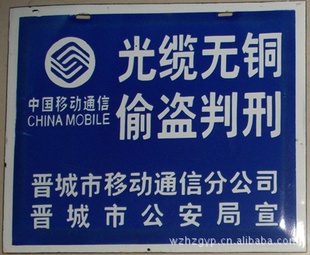 光缆无铜
中国移动通信
CHINA MOBILE
偷盗判刑
晋城市移动通信分公司
晋城市公安局宣
wzhzgyp.cn.alibaba.com